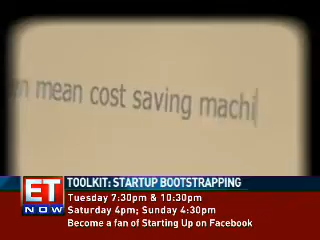 mean cost saving machi
ET
NOW
TOOLKIT: STARTUP BOOTSTRAPPING
Tuesday 7:30pm & 10:30pm
Saturday 4pm; Sunday 4:30pm
Become a fan of Starting Up on Facebook